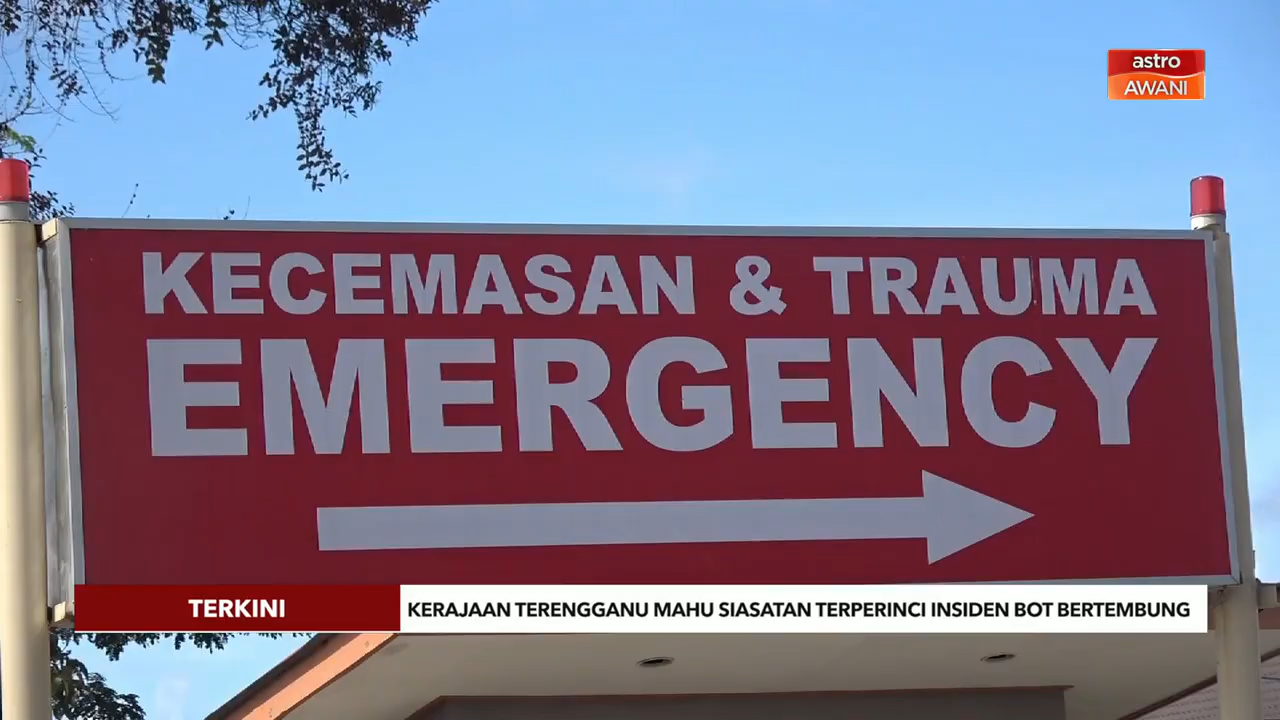 astro
AWANI
KECEMASAN & TRAUMA
EMERGENCY
TERKINI
KERAJAAN TERENGGANU MAHU SIASATAN TERPERINCI INSIDEN BOT BERTEMBUNG